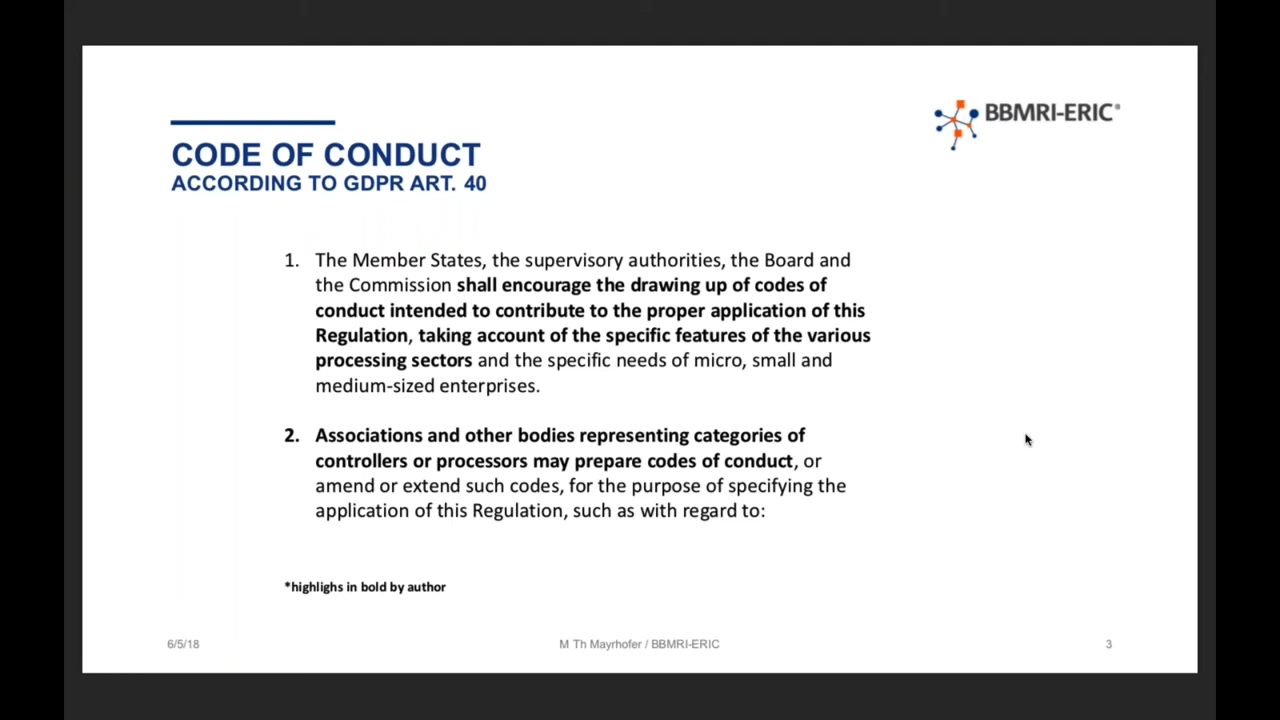 BBMRI-ERIC®
CODE OF CONDUCT
ACCORDING TO GDPR ART. 40
1. The Member States, the supervisory authorities, the Board and
the Commission shall encourage the drawing up of codes of
conduct intended to contribute to the proper application of this
Regulation, taking account of the specific features of the various
processing sectors and the specific needs of micro, small and
medium-sized enterprises.
2. Associations and other bodies representing categories of
controllers or processors may prepare codes of conduct, or
amend or extend such codes, for the purpose of specifying the
application of this Regulation, such as with regard to:
*highlighs in bold by author
6/5/18
M Th Mayrhofer / BBMRI-ERIC
3